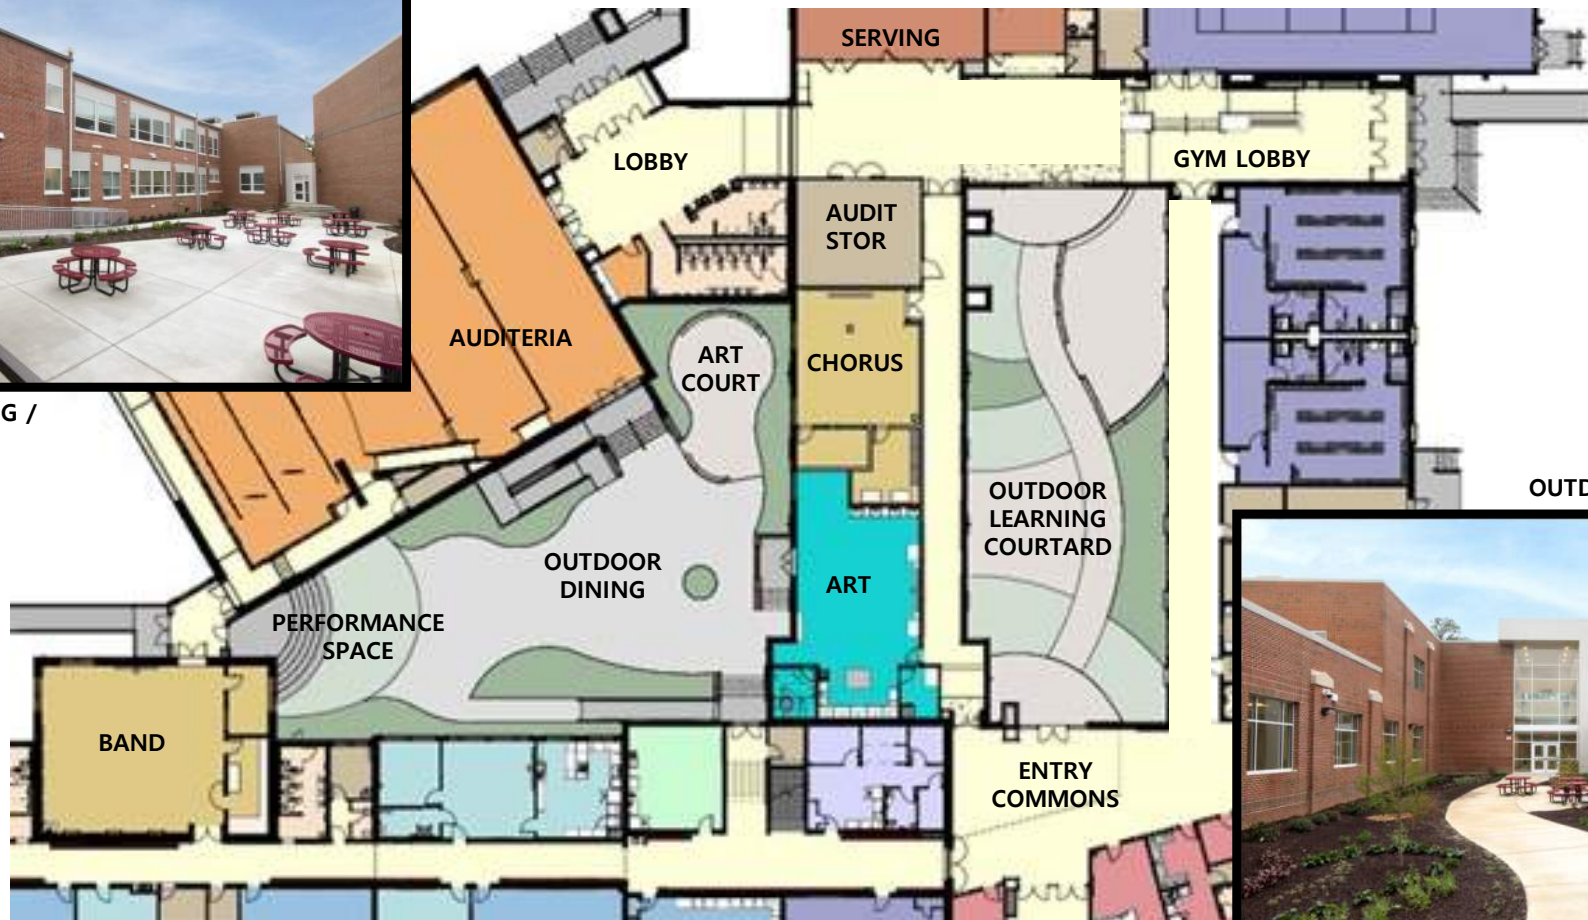 SERVING
LOBBY
GYM LOBBY
AUDIT
STOR
AUDITERIA
ART
COURT
CHORUS
G /
OUTDOOR
LEARNING
COURTARD
OUTD
OUTDOOR
DINING
ART
PERFORMANCE
SPACE
BAND
ENTRY
COMMONS